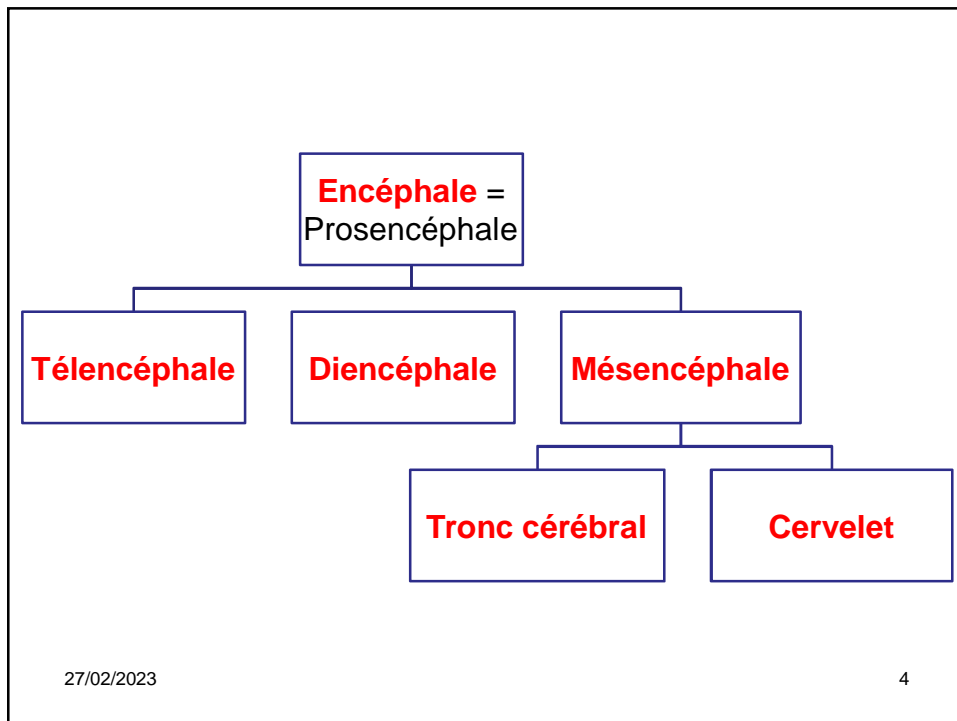 Encéphale =
Prosencéphale
Télencéphale
Diencéphale
Mésencéphale
Tronc cérébral
Cervelet
27/02/2023
4